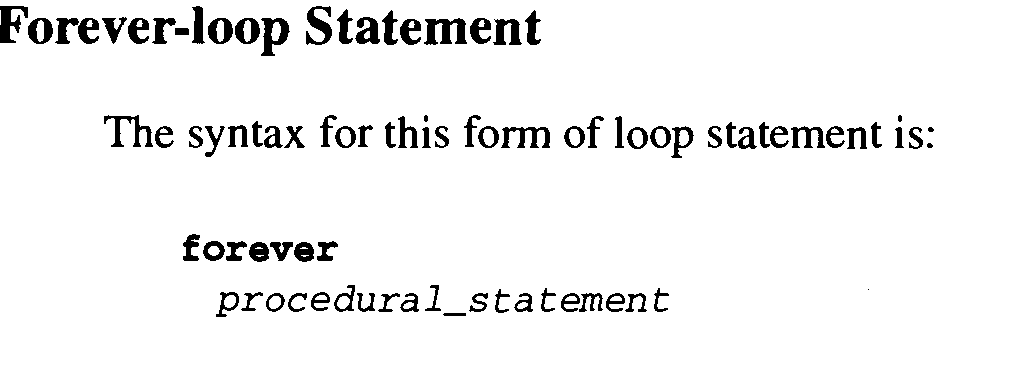 Forever-loop Statement
The syntax for this form of loop statement is:
forever
procedural_statement